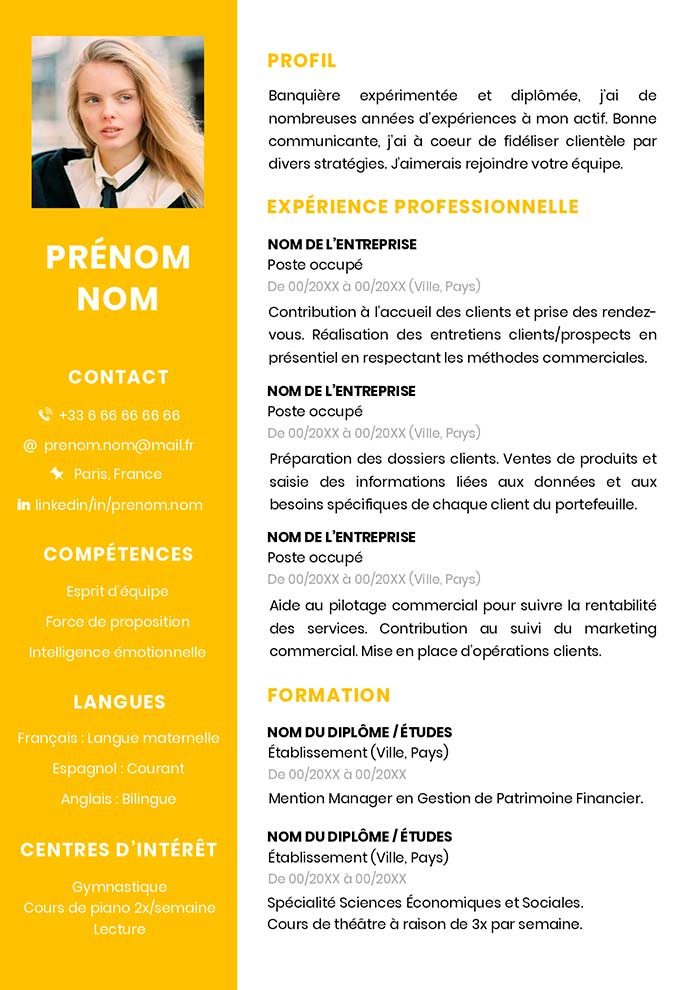 PRÉNOM
NOM
CONTACT
+33 6 66 66 66 66
@ prenom.nom@mail.fr
Paris, France
in linkedin/in/prenom.nom
COMPÉTENCES
Esprit d'équipe
Force de proposition
Intelligence émotionnelle
LANGUES
Français : Langue maternelle
Espagnol : Courant
Anglais : Bilingue
CENTRES D'INTÉRÊT
Gymnastique
Cours de piano 2x/semaine
Lecture
PROFIL
Banquière expérimentée et diplômée, j'ai de
nombreuses années d'expériences à mon actif. Bonne
communicante, j'ai à coeur de fidéliser clientèle par
divers stratégies. J'aimerais rejoindre votre équipe.
EXPÉRIENCE PROFESSIONNELLE
NOM DE L'ENTREPRISE
Poste occupé
De 00/20XX à 00/20XX (Ville, Pays)
Contribution à l'accueil des clients et prise des rendez-
vous. Réalisation des entretiens clients/prospects en
présentiel en respectant les méthodes commerciales.
NOM DE L'ENTREPRISE
Poste occupé
De 00/20XX à 00/20XX (Ville, Pays)
Préparation des dossiers clients. Ventes de produits et
saisie des informations liées aux données et aux
besoins spécifiques de chaque client du portefeuille.
NOM DE L'ENTREPRISE
Poste occupé
De 00/20XX à 00/20XX (Ville, Pays)
Aide au pilotage commercial pour suivre la rentabilité
des services. Contribution au suivi du marketing
commercial. Mise en place d'opérations clients.
FORMATION
NOM DU DIPLÔME / ÉTUDES
Établissement (Ville, Pays)
De 00/20XX à 00/20XX
Mention Manager en Gestion de Patrimoine Financier.
NOM DU DIPLÔME / ÉTUDES
Établissement (Ville, Pays)
De 00/20XX à 00/20XX
Spécialité Sciences Économiques et Sociales.
Cours de théâtre à raison de 3x par semaine.